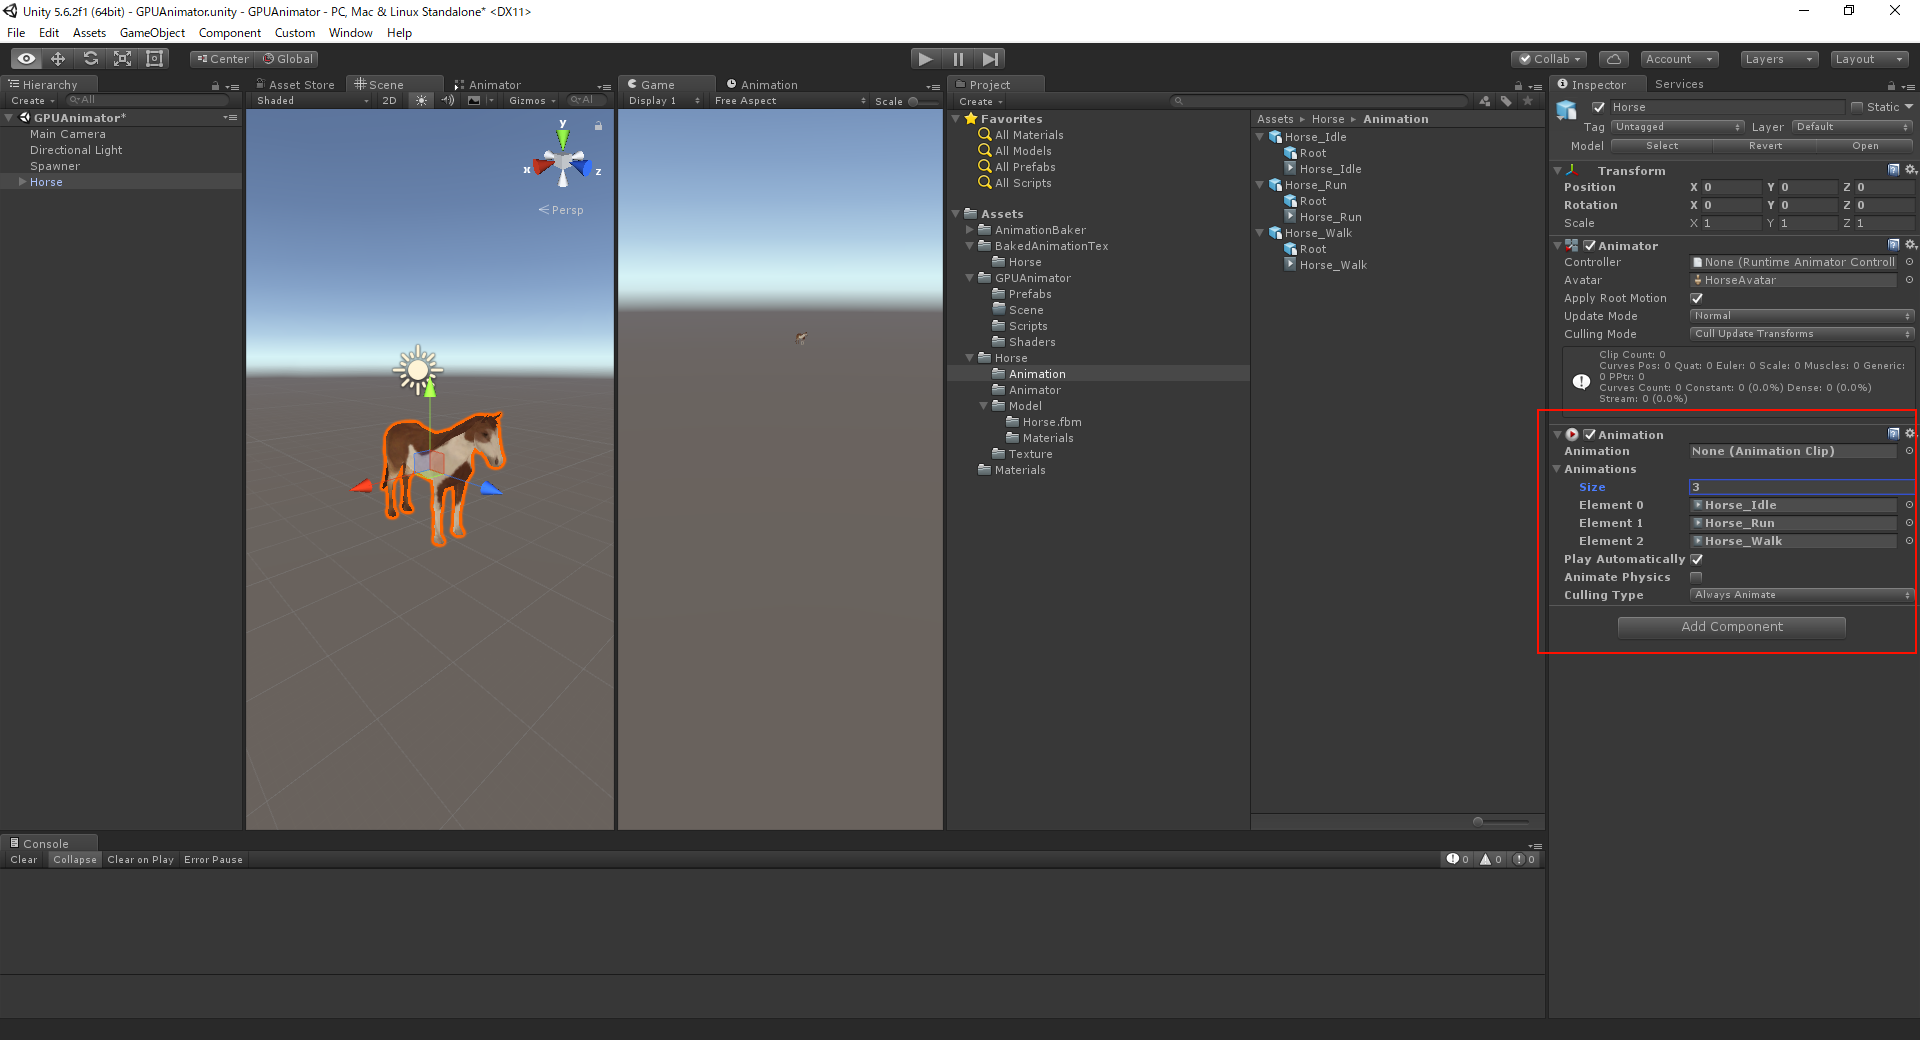 Unity 5.6.2f1 (64bit) - GPUAnimator.unity - GPUAnimator - PC, Mac & Linux Standalone* <DX11>
File Edit Assets GameObject Component Custom Window Help
Center Global
Collab Account Layers Layout
Hierarchy
Create All
GPUAnimator*
Main Camera
Directional Light
Spawner
Horse
Asset Store Scene Animator
Shaded 2D Gizmos All
y
x
z
Persp
Game Animation
Display 1 Free Aspect Scale
Project
Create
Favorites
All Materials
All Models
All Prefabs
All Scripts
Assets
AnimationBaker
BakedAnimationTex
Horse
GPUAnimator
Prefabs
Scene
Scripts
Shaders
Horse
Animation
Animator
Model
Horse.fbm
Materials
Texture
Materials
Assets Horse Animation
Horse_Idle
Root
Horse_Idle
Horse_Run
Root
Horse_Run
Horse_Walk
Root
Horse_Walk
Inspector Services
Horse Static
Tag Untagged Layer Default
Model Select Revert Open
Transform
Position X 0 Y 0 Z 0
Rotation X 0 Y 0 Z 0
Scale X 1 Y 1 Z 1
Animator
Controller None (Runtime Animator Controll
Avatar HorseAvatar
Apply Root Motion
Update Mode Normal
Culling Mode Cull Update Transforms
Clip Count: 0
Curves Pos: 0 Quat: 0 Euler: 0 Scale: 0 Muscles: 0 Generic:
0 PPtr: 0
Curves Count: 0 Constant: 0 (0.0%) Dense: 0 (0.0%)
Stream: 0 (0.0%)
Animation
Animation None (Animation Clip)
Animations
Size 3
Element 0 Horse_Idle
Element 1 Horse_Run
Element 2 Horse_Walk
Play Automatically
Animate Physics
Culling Type Always Animate
Add Component
Console
Clear Collapse Clear on Play Error Pause
0 0 0